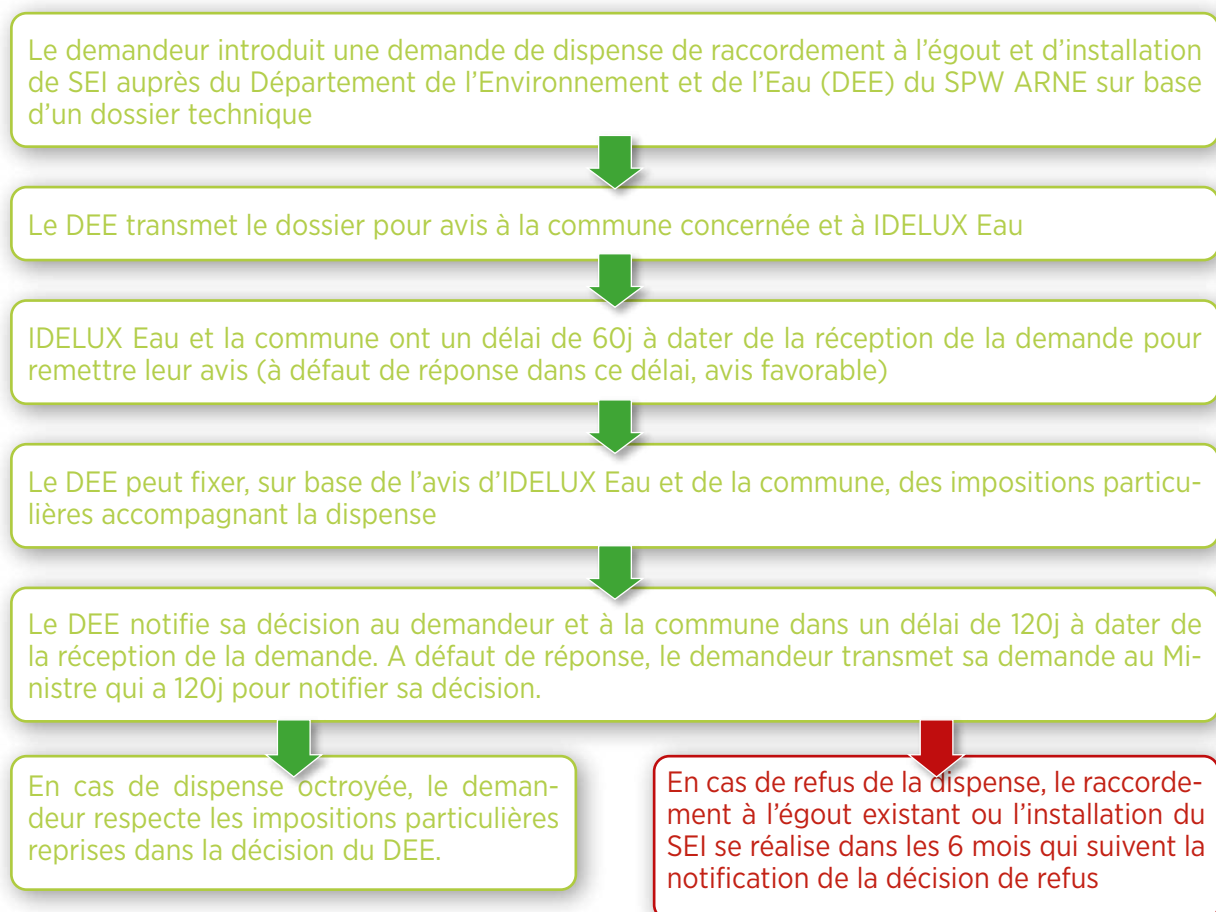 Le demandeur introduit une demande de dispense de raccordement à l'égout et d'installation
de SEI auprès du Département de l'Environnement et de l'Eau (DEE) du SPW ARNE sur base
d'un dossier technique
Le DEE transmet le dossier pour avis à la commune concernée et à IDELUX Eau
IDELUX Eau et la commune ont un délai de 60j à dater de la réception de la demande pour
remettre leur avis (à défaut de réponse dans ce délai, avis favorable)
Le DEE peut fixer, sur base de l'avis d'IDELUX Eau et de la commune, des impositions particu-
lières accompagnant la dispense
Le DEE notifie sa décision au demandeur et à la commune dans un délai de 120j à dater de
la réception de la demande. A défaut de réponse, le demandeur transmet sa demande au Mi-
nistre qui a 120j pour notifier sa décision.
En cas de dispense octroyée, le deman-
deur respecte les impositions particulières
reprises dans la décision du DEE.
En cas de refus de la dispense, le raccorde-
ment à l'égout existant ou l'installation du
SEI se réalise dans les 6 mois qui suivent la
notification de la décision de refus